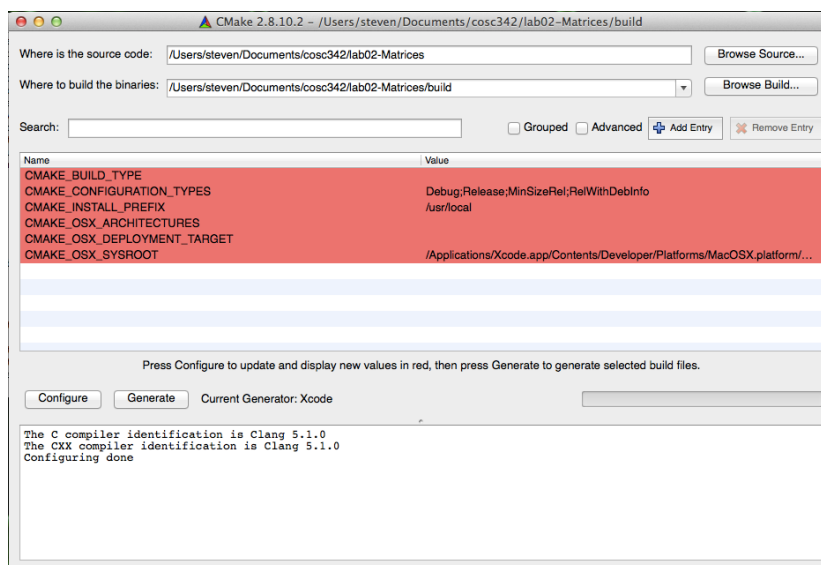 CMake 2.8.10.2 - /Users/steven/Documents/cosc342/lab02-Matrices/build
Where is the source code: /Users/steven/Documents/cosc342/lab02-Matrices Browse Source...
Where to build the binaries: /Users/steven/Documents/cosc342/lab02-Matrices/build Browse Build...
Search: Grouped Advanced Add Entry Remove Entry
Name Value
CMAKE_BUILD_TYPE
CMAKE_CONFIGURATION_TYPES Debug;Release;MinSizeRel;RelWithDebInfo
CMAKE_INSTALL_PREFIX /usr/local
CMAKE_OSX_ARCHITECTURES
CMAKE_OSX_DEPLOYMENT_TARGET
CMAKE_OSX_SYSROOT /Applications/Xcode.app/Contents/Developer/Platforms/MacOSX.platform/...
Press Configure to update and display new values in red, then press Generate to generate selected build files.
Configure Generate Current Generator: Xcode
The C compiler identification is Clang 5.1.0
The CXX compiler identification is Clang 5.1.0
Configuring done